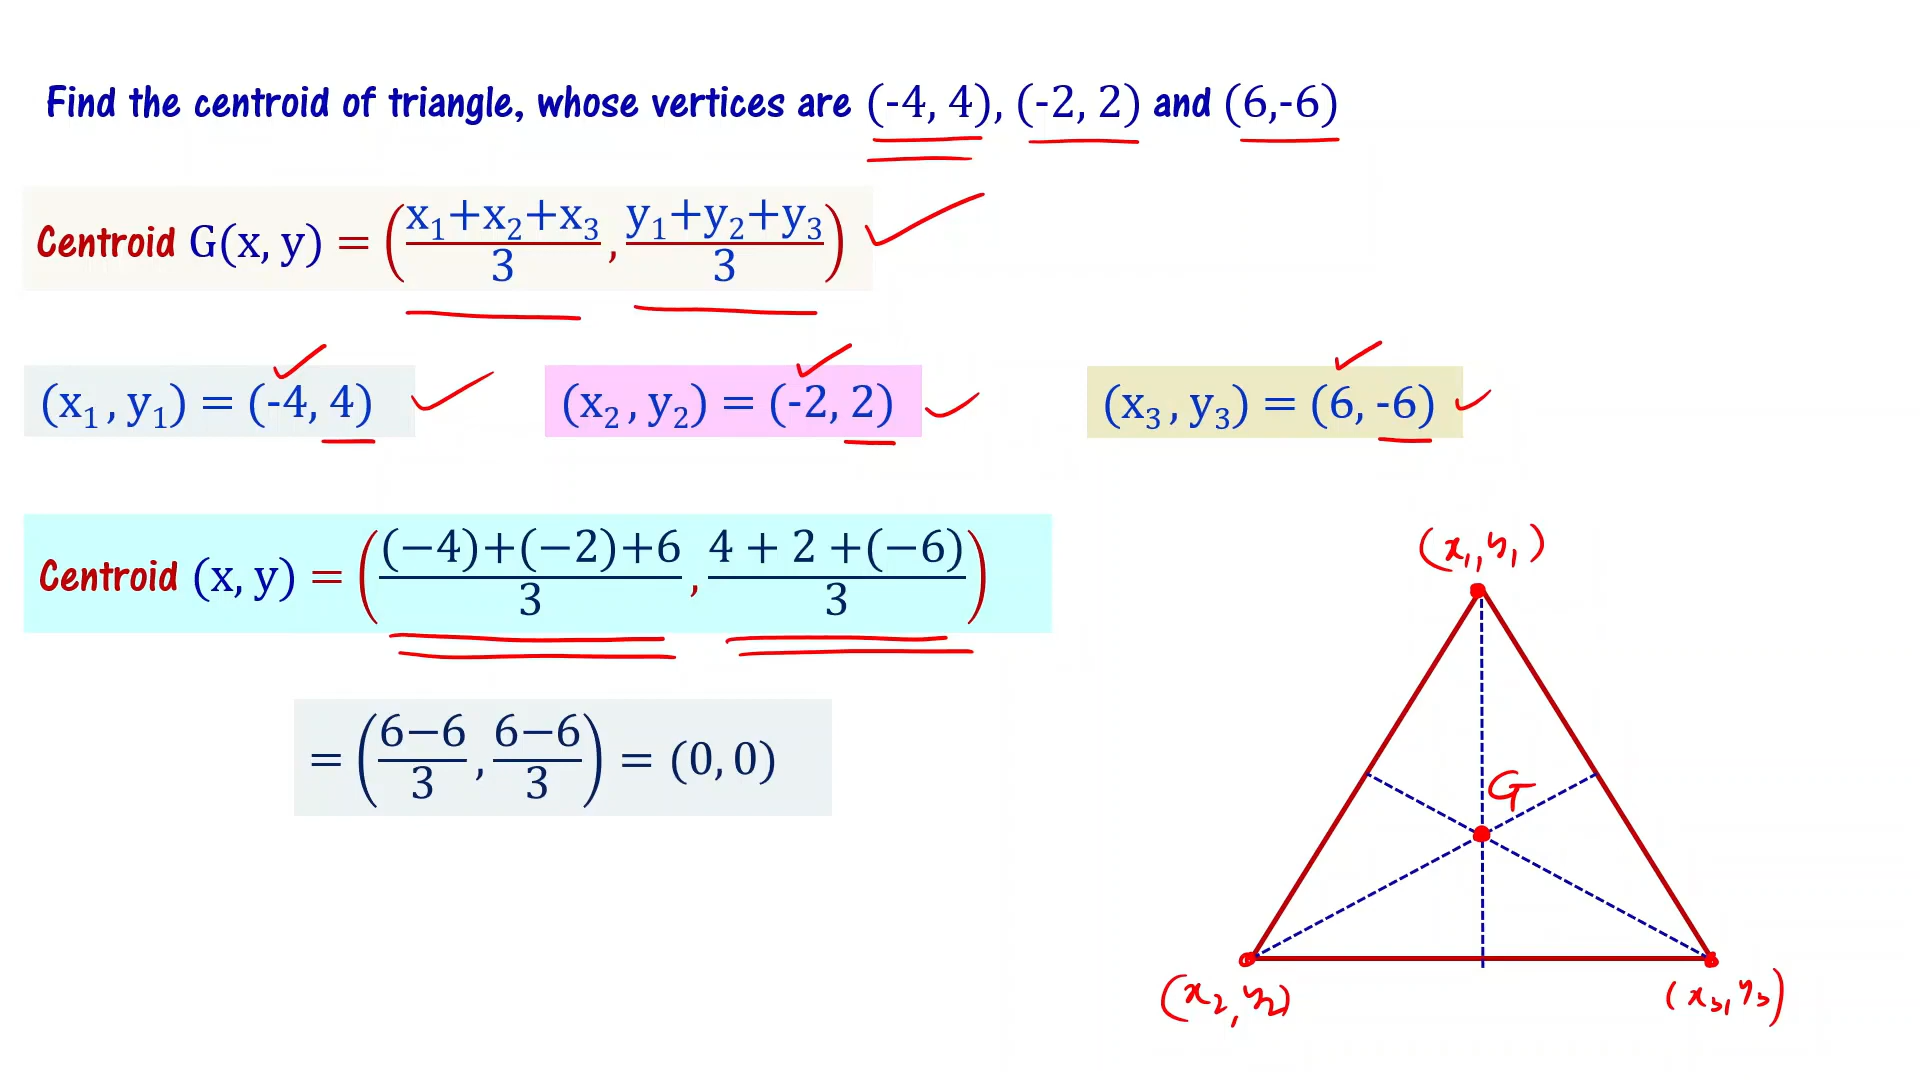 Find the centroid of triangle, whose vertices are (-4, 4), (-2, 2) and (6,-6)
Centroid G(x, y) = (x₁+x₂+x₃/3, y₁+y₂+y₃/3)
(x₁, y₁) = (-4, 4)
(x₂, y₂) = (-2, 2)
(x₃, y₃) = (6, -6)
Centroid (x, y) = ((−4)+(−2)+6/3, 4 + 2 +(−6)/3)
= (6−6/3, 6−6/3) = (0, 0)
(x₁, y₁)
G
(x₂, y₂)
(x₃, y₃)